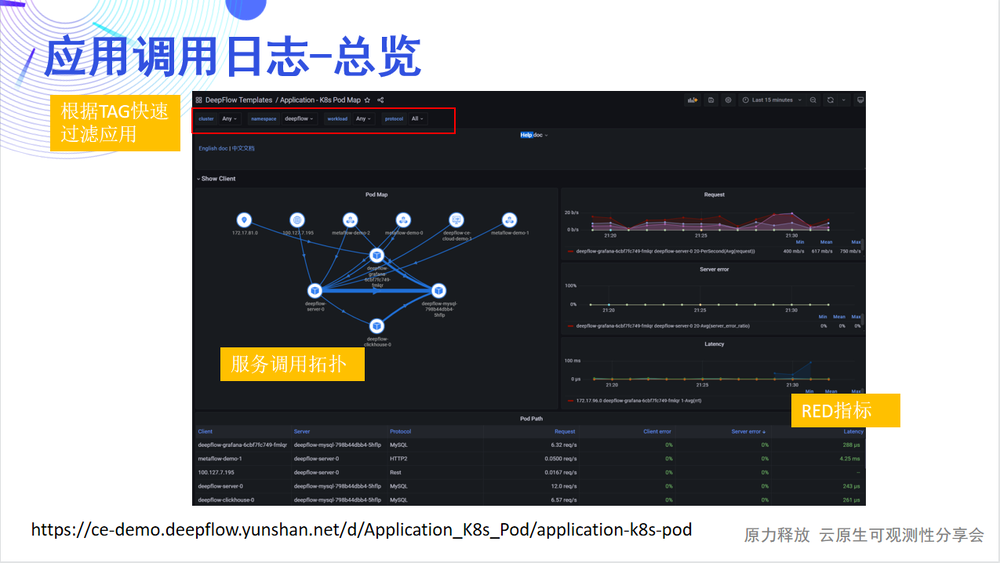 应用调用日志-总览
根据TAG快速
过滤应用
DeepFlow Templates / Application - K8s Pod Map
Last 15 minutes
cluster Any namespace deepflow workload Any protocol All
Help doc
English doc | 中文文档
Show Client
Pod Map
172.17.81.0
100.127.7.195
metaflow-demo-2
metaflow-demo-0
deepflow-ce-
cloud-demo-1
metaflow-demo-1
deepflow-
grafana-
6cbf7fc749-
fmlqr
deepflow-
server-0
deepflow-mysql-
798b44dbb4-
5hflp
deepflow-
clickhouse-0
服务调用拓扑
Request
20 b/s
0 b/s
21:20 21:25 21:30
Min Mean Max
deepflow-grafana-6cbf7fc749-fmlqr deepflow-server-0 20 PerSecond(Avg(request)) 400 mb/s 617 mb/s 750 mb/s
Server error
100%
0%
21:20 21:25 21:30
Min Mean Max
deepflow-grafana-6cbf7fc749-fmlqr deepflow-server-0 20-Avg(server_error_ratio) 0% 0% 0%
Latency
100 ms
0 µs
21:20 21:25 21:30
Min Mean Max
172.17.86.0 deepflow-grafana-6cbf7fc749-fmlqr 1-Avg(rrt)
RED指标
Pod Path
Client Server Protocol Request Client error Server error Latency
deepflow-grafana-6cbf7fc749-fmlqr deepflow-mysql-798b44dbb4-5hflp MySQL 6.32 req/s 0% 0% 288 µs
metaflow-demo-1 deepflow-server-0 HTTP2 0.0500 req/s 0% 0% 4.25 ms
100.127.7.195 deepflow-server-0 Rest 0.0167 req/s 0% 0% --
deepflow-server-0 deepflow-mysql-798b44dbb4-5hflp MySQL 12.0 req/s 0% 0% 243 µs
deepflow-clickhouse-0 deepflow-mysql-798b44dbb4-5hflp MySQL 6.57 req/s 0% 0% 261 µs
https://ce-demo.deepflow.yunshan.net/d/Application_K8s_Pod/application-k8s-pod
原力释放 云原生可观测性分享会